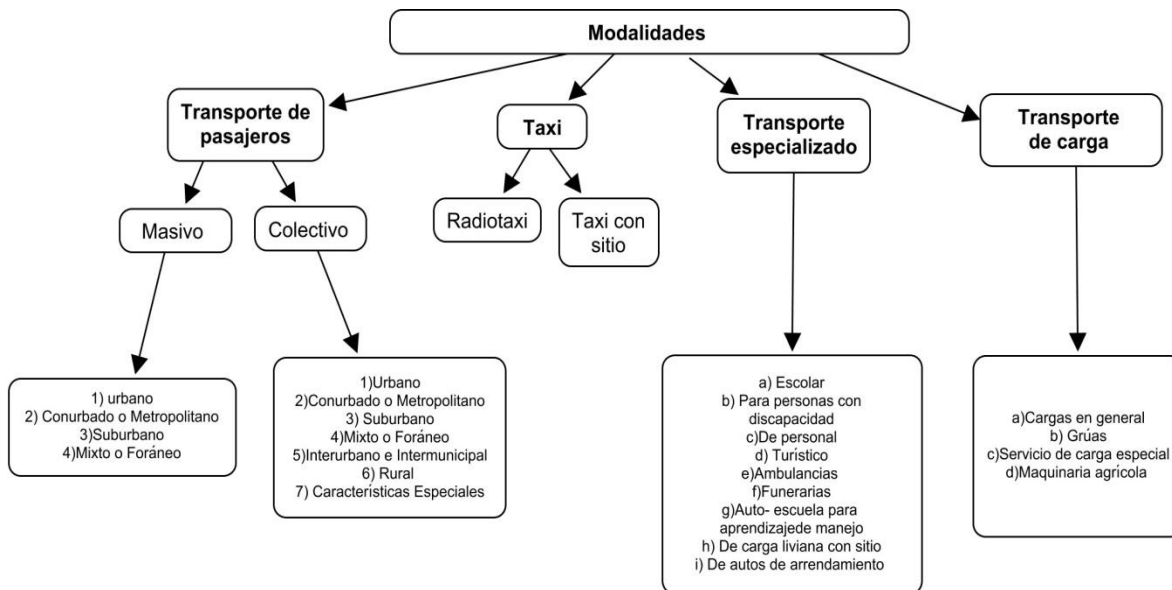 Modalidades
Transporte de
pasajeros
Taxi
Transporte
especializado
Transporte
de carga
Masivo
Colectivo
Radiotaxi
Taxi con
sitio
1) urbano
2) Conurbado o Metropolitano
3)Suburbano
4)Mixto o Foráneo
1)Urbano
2)Conurbado o Metropolitano
3) Suburbano
4)Mixto o Foráneo
5)Interurbano e Intermunicipal
6) Rural
7) Características Especiales
a) Escolar
b) Para personas con
discapacidad
c)De personal
d) Turístico
e)Ambulancias
f)Funerarias
g)Auto- escuela para
aprendizajede manejo
h) De carga liviana con sitio
i) De autos de arrendamiento
a)Cargas en general
b) Grúas
c)Servicio de carga especial
d)Maquinaria agrícola